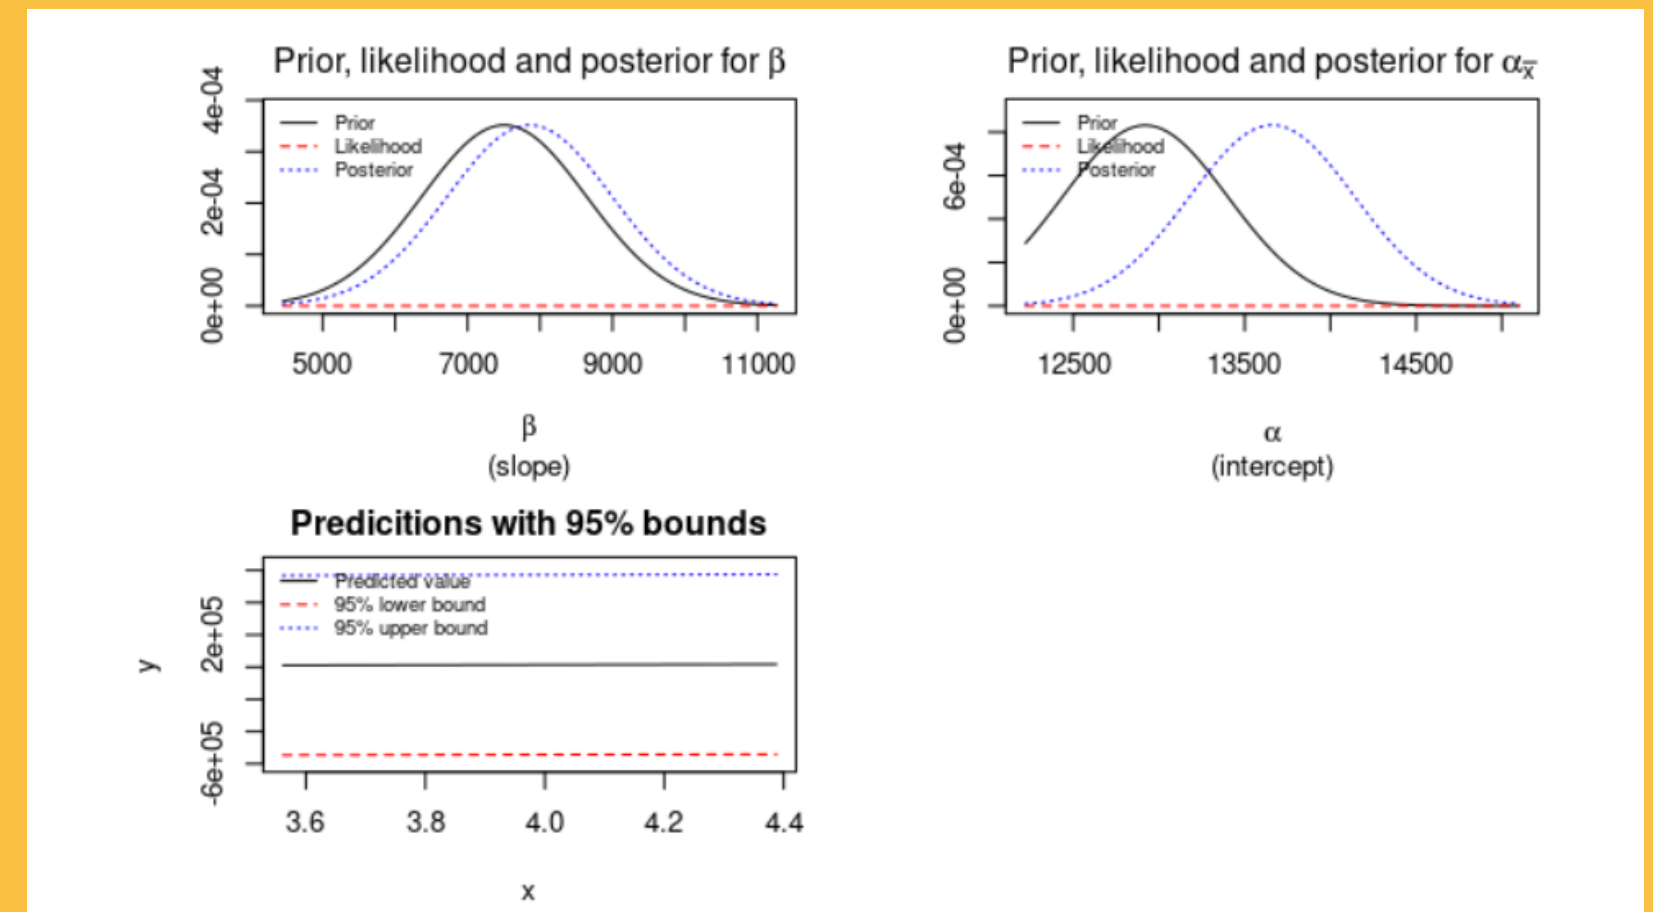 Prior, likelihood and posterior for β
4e-04
2e-04
0e+00
Prior
Likelihood
Posterior
5000 7000 9000 11000
β
(slope)
Prior, likelihood and posterior for αx̅
6e-04
0e+00
Prior
Likelihood
Posterior
12500 13500 14500
α
(intercept)
Predicitions with 95% bounds
y
2e+05
-6e+05
Predicted value
95% lower bound
95% upper bound
3.6 3.8 4.0 4.2 4.4
x